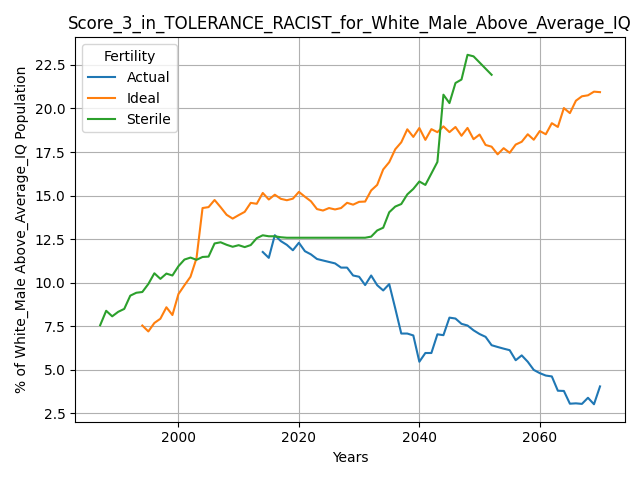 Score_3_in_TOLERANCE_RACIST_for_White_Male_Above_Average_IQ
Fertility
Actual
Ideal
Sterile
% of White_Male Above_Average_IQ Population
22.5
20.0
17.5
15.0
12.5
10.0
7.5
5.0
2.5
2000
2020
2040
2060
Years